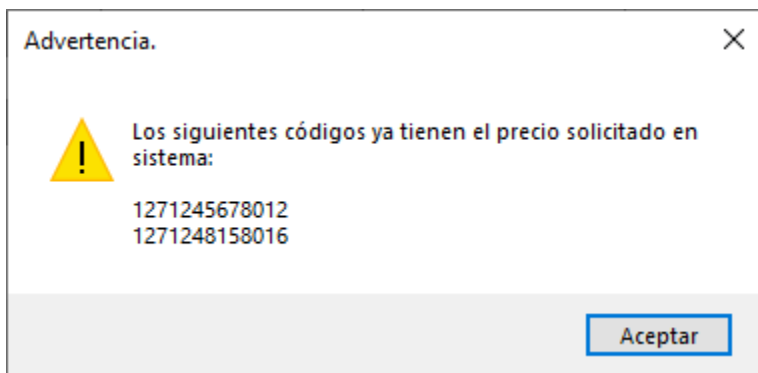 Advertencia.
Los siguientes códigos ya tienen el precio solicitado en
sistema:
1271245678012
1271248158016
Aceptar